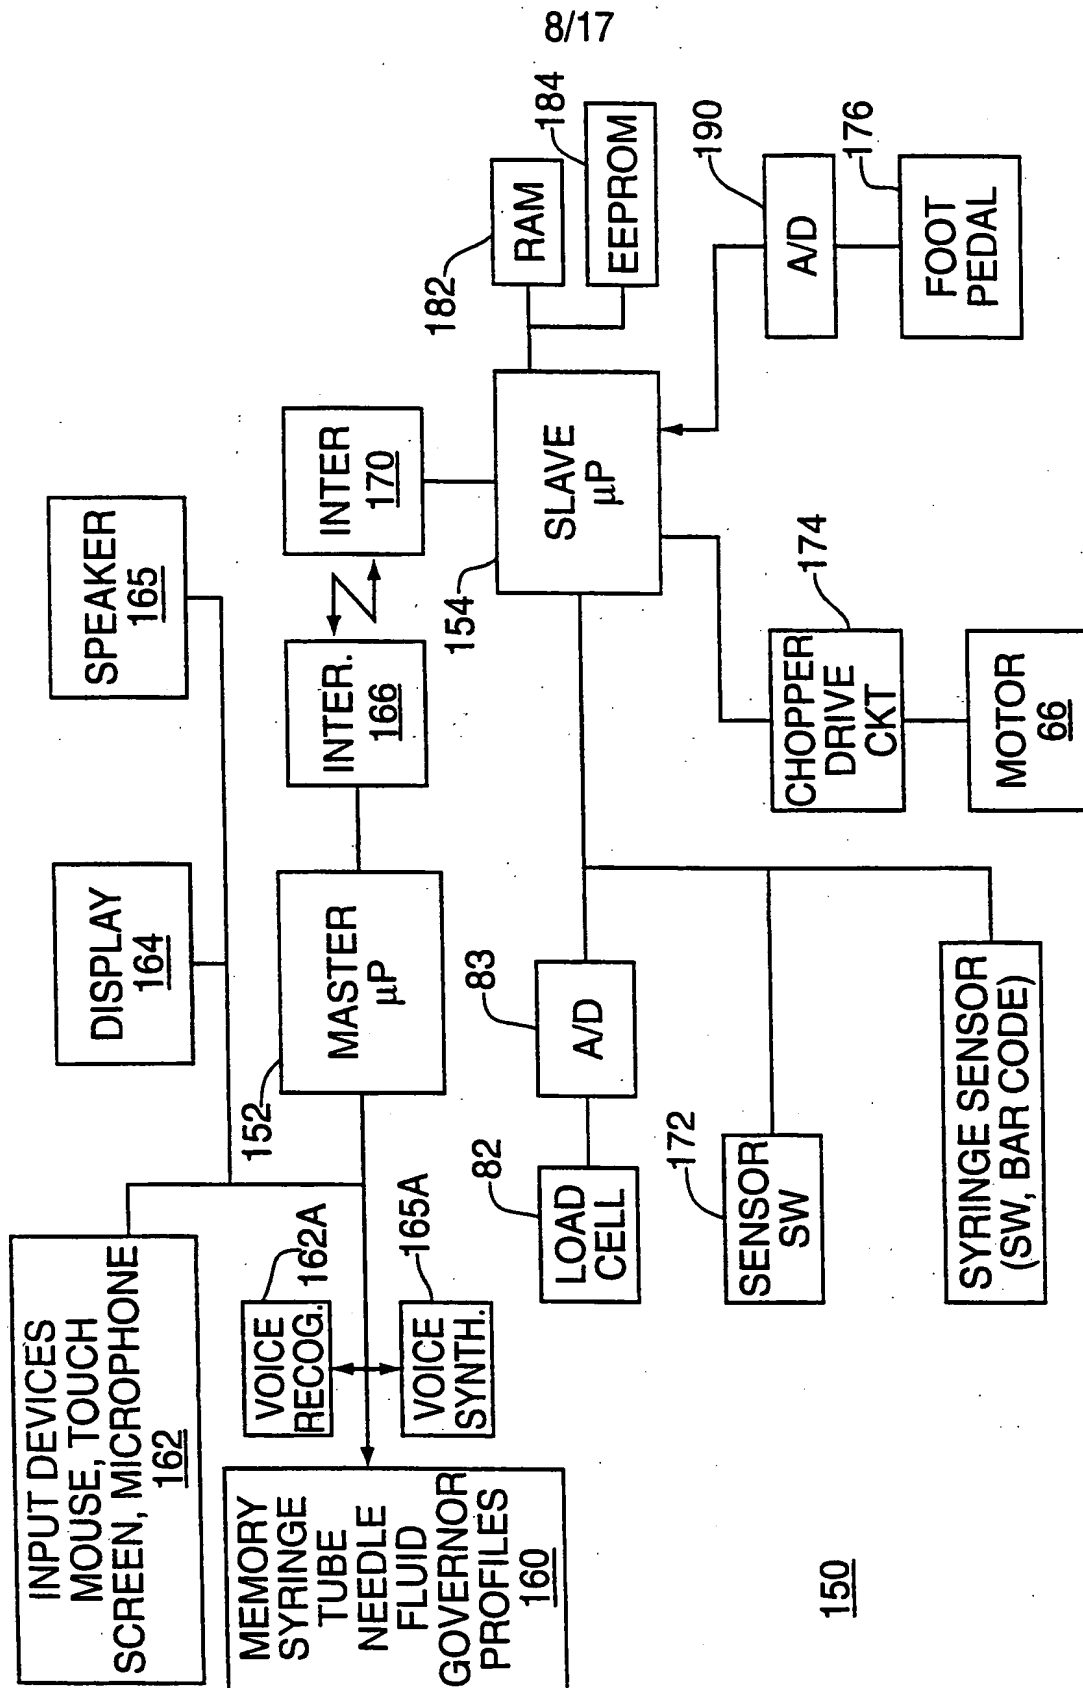 8/17
INPUT DEVICES
MOUSE, TOUCH
SCREEN, MICROPHONE
162
DISPLAY
164
SPEAKER
165
MEMORY
SYRINGE
TUBE
NEEDLE
FLUID
GOVERNOR
PROFILES
160
VOICE
RECOG.
162A
VOICE
SYNTH.
165A
152
MASTER
μP
INTER.
166
INTER
170
182
RAM
184
EEPROM
154
SLAVE
μP
82
LOAD
CELL
83
A/D
172
SENSOR
SW
SYRINGE SENSOR
(SW, BAR CODE)
174
CHOPPER
DRIVE
CKT
MOTOR
66
190
A/D
176
FOOT
PEDAL
150